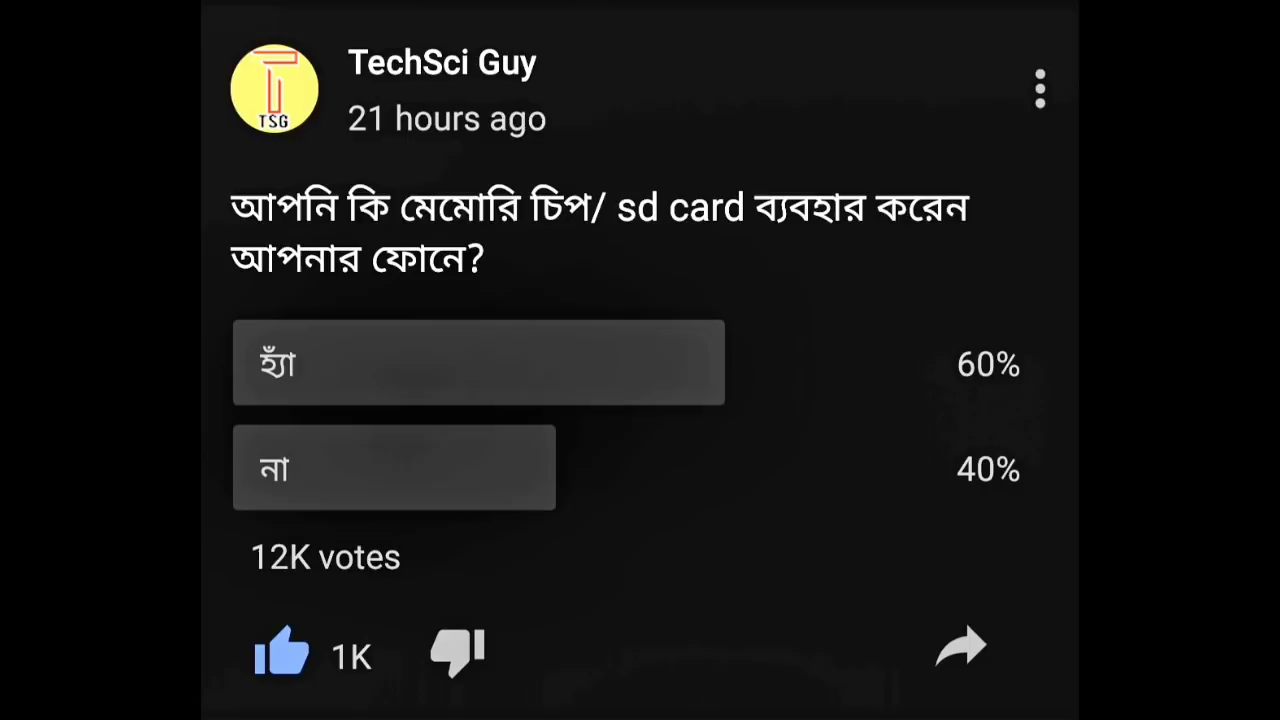 TechSci Guy
TSG
21 hours ago
আপনি কি মেমোরি চিপ/ sd card ব্যবহার করেন
আপনার ফোনে?
হ্যাঁ 60%
না 40%
12K votes
1K